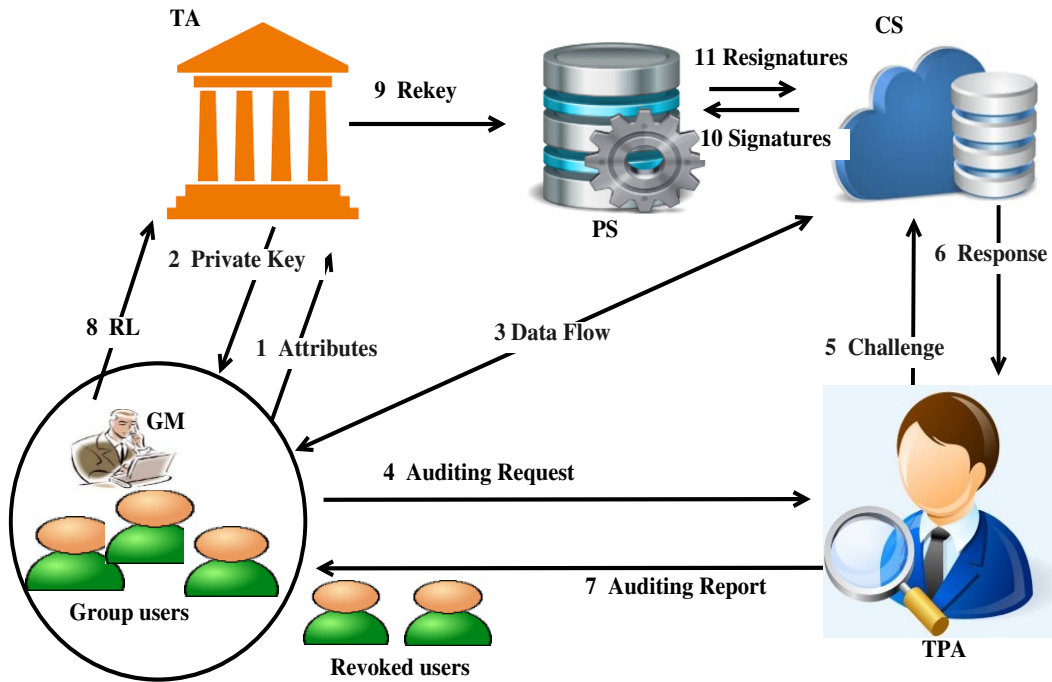 TA
CS
9 Rekey
11 Resignatures
10 Signatures
PS
2 Private Key
6 Response
8 RL
1 Attributes
3 Data Flow
5 Challenge
GM
4 Auditing Request
7 Auditing Report
Group users
Revoked users
TPA